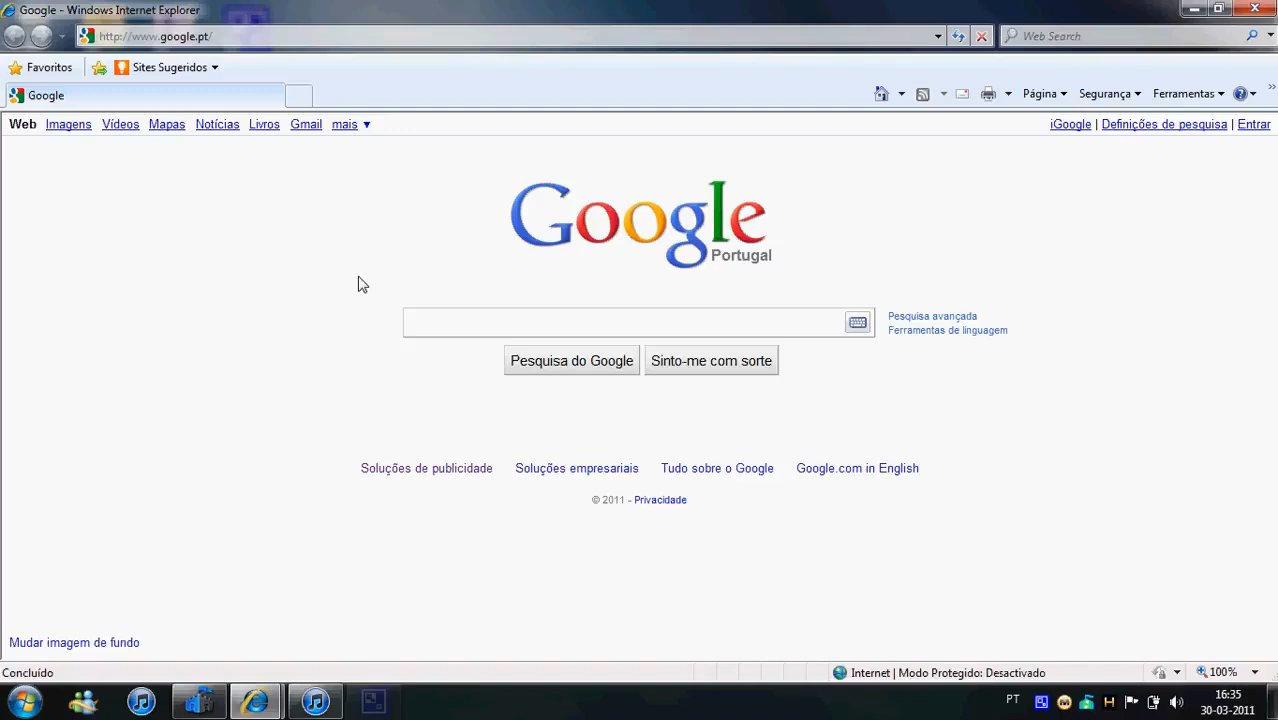 Google - Windows Internet Explorer
http://www.google.pt/
Web Search
Favoritos Sites Sugeridos
Google
Página Segurança Ferramentas
Web Imagens Vídeos Mapas Notícias Livros Gmail mais ▼
iGoogle | Definições de pesquisa | Entrar
Google
Portugal
Pesquisa avançada
Ferramentas de linguagem
Pesquisa do Google Sinto-me com sorte
Soluções de publicidade Soluções empresariais Tudo sobre o Google Google.com in English
© 2011 - Privacidade
Mudar imagem de fundo
Concluído Internet | Modo Protegido: Desactivado 100%
PT 16:35
30-03-2011